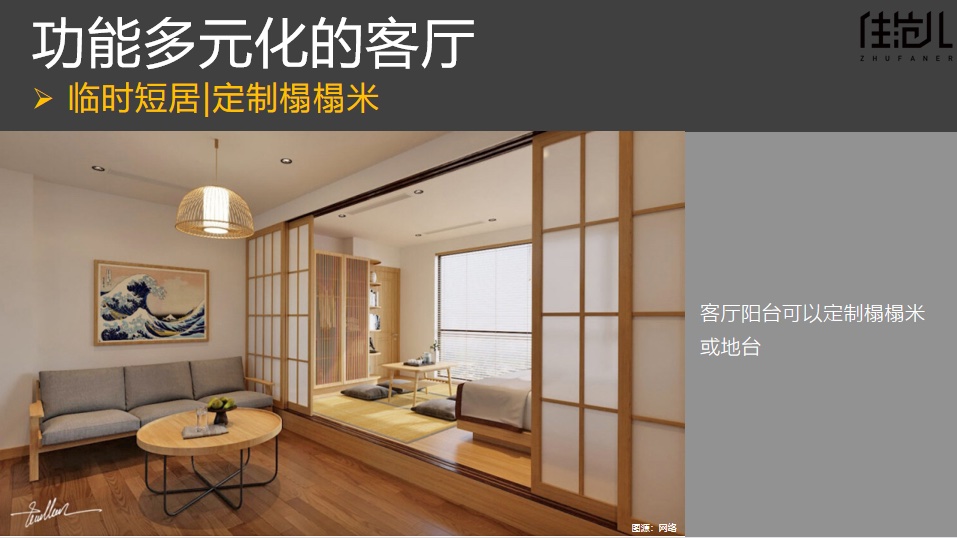 功能多元化的客厅
住范儿
ZHUFANER
➢ 临时短居|定制榻榻米
客厅阳台可以定制榻榻米
或地台
图源：网络